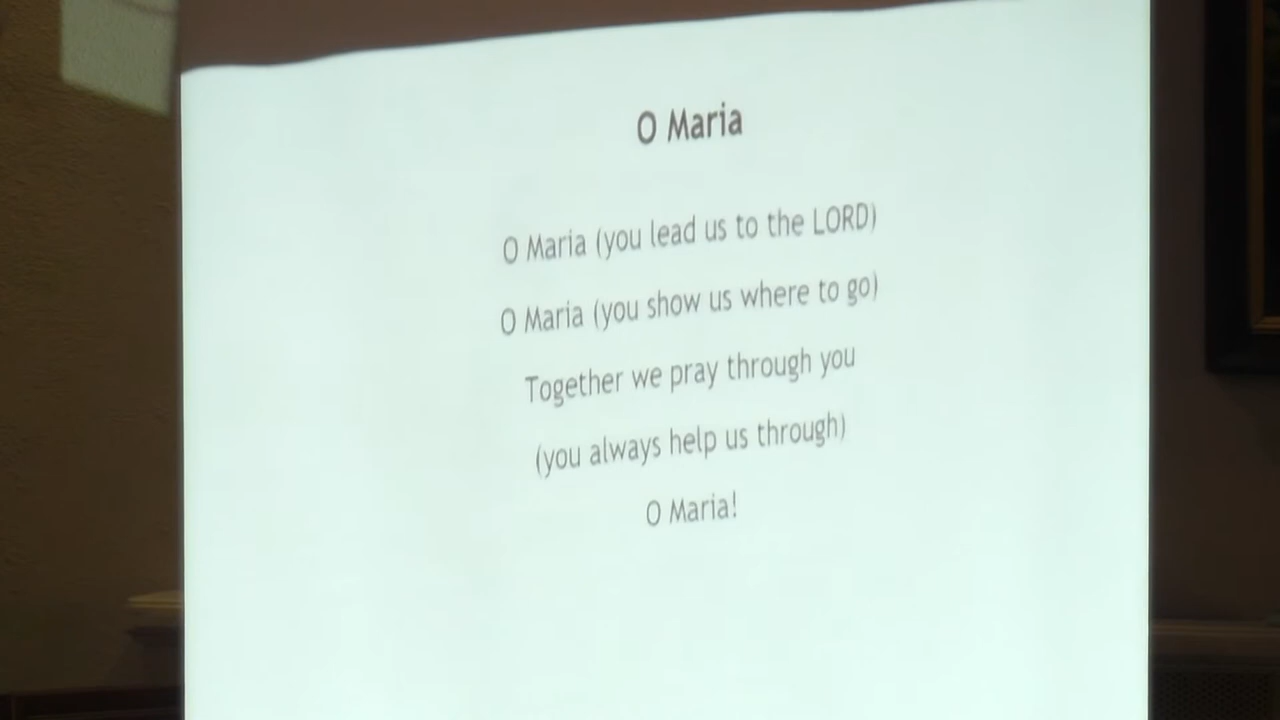 O Maria
O Maria (you lead us to the LORD)
O Maria (you show us where to go)
Together we pray through you
(you always help us through)
O Maria!